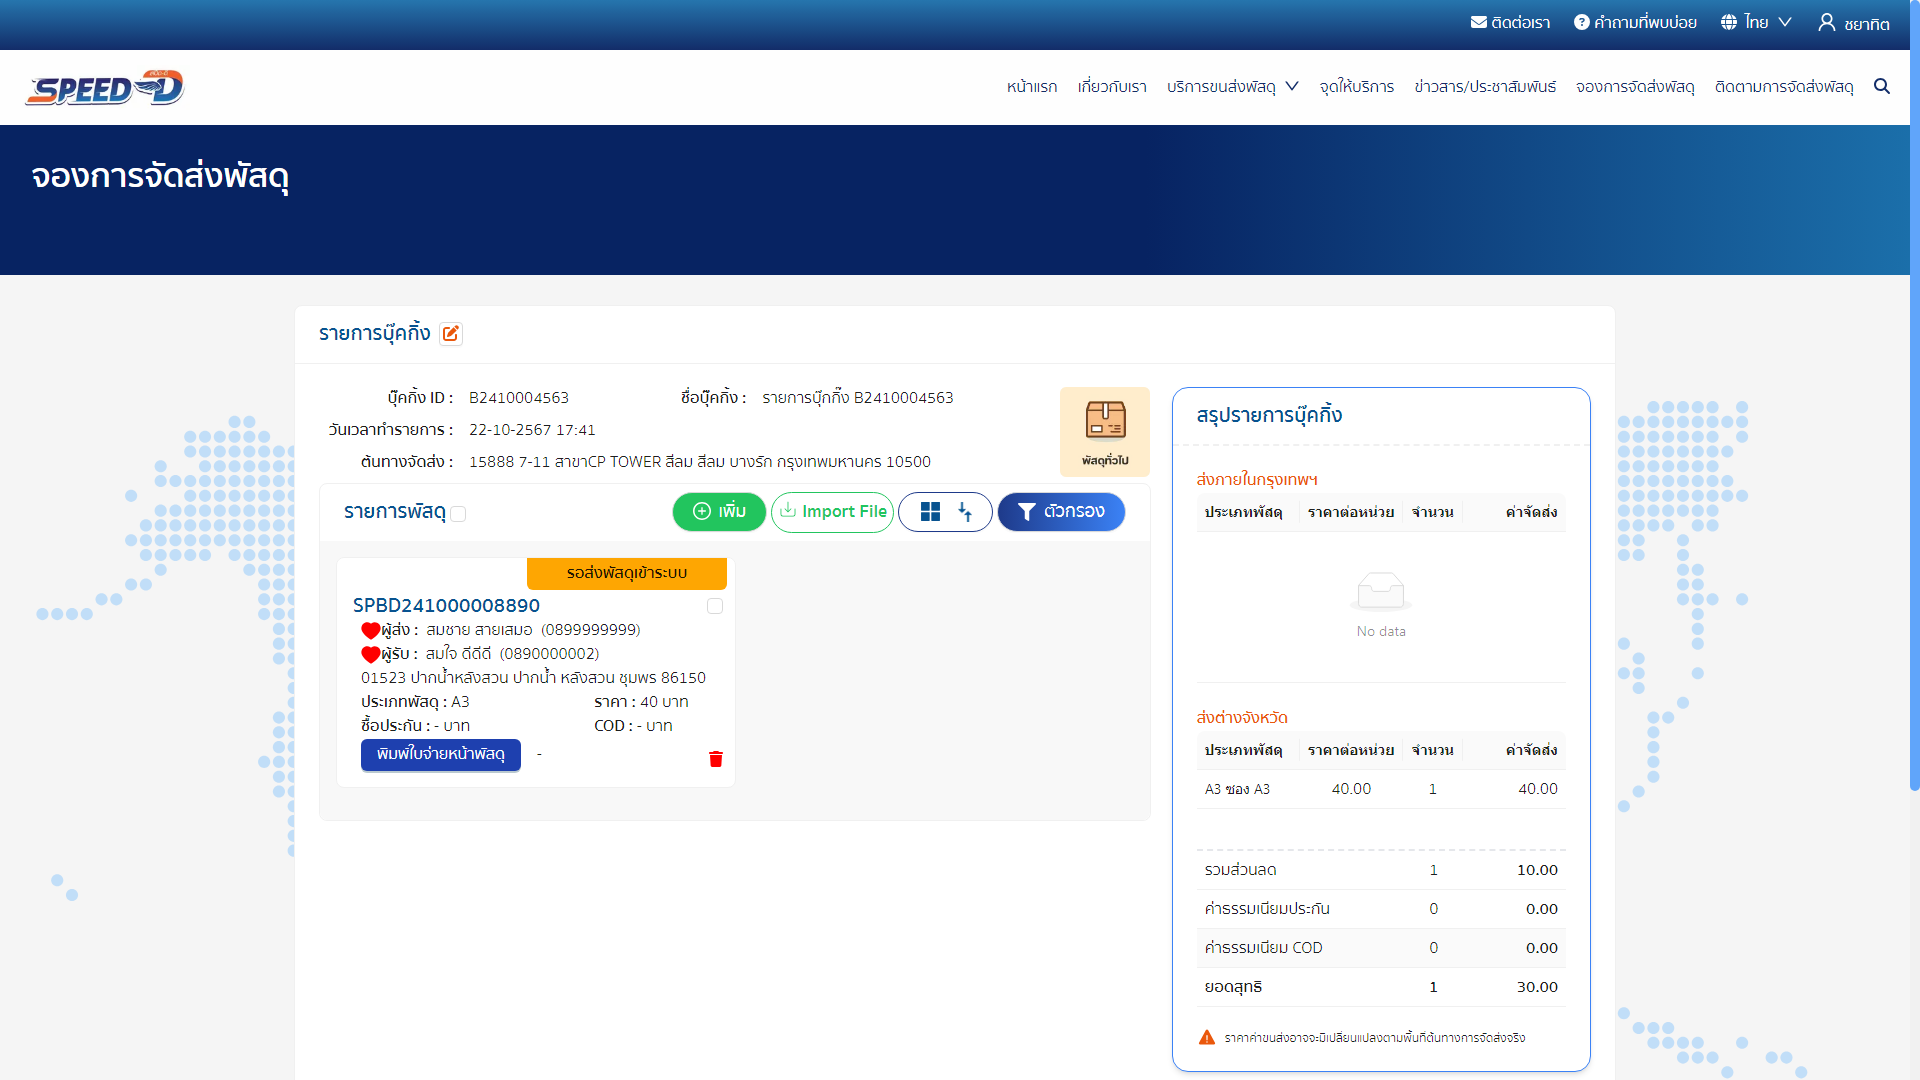 ติดต่อเรา คำถามที่พบบ่อย ไทย ชยาทิต
SPEED-D หน้าแรก เกี่ยวกับเรา บริการขนส่งพัสดุ จุดให้บริการ ข่าวสาร/ประชาสัมพันธ์ จองการจัดส่งพัสดุ ติดตามการจัดส่งพัสดุ
จองการจัดส่งพัสดุ
รายการบุ๊คกิ้ง
บุ๊คกิ้ง ID : B2410004563 ชื่อบุ๊คกิ้ง : รายการบุ๊กกิ๊ง B2410004563
วันเวลาทำรายการ : 22-10-2567 17:41
ต้นทางจัดส่ง : 15888 7-11 สาขาCP TOWER สีลม สีลม บางรัก กรุงเทพมหานคร 10500
พัสดุทั่วไป
รายการพัสดุ เพิ่ม Import File ตัวกรอง
รอส่งพัสดุเข้าระบบ
SPBD241000008890
ผู้ส่ง : สมชาย สายเสมอ (0899999999)
ผู้รับ : สมใจ ดีดีดี (0890000002)
01523 ปากน้ำหลังสวน ปากน้ำ หลังสวน ชุมพร 86150
ประเภทพัสดุ : A3 ราคา : 40 บาท
ซื้อประกัน : - บาท COD : - บาท
พิมพ์ใบจ่ายหน้าพัสดุ -
สรุปรายการบุ๊คกิ้ง
ส่งภายในกรุงเทพฯ
ประเภทพัสดุ ราคาต่อหน่วย จำนวน ค่าจัดส่ง
No data
ส่งต่างจังหวัด
ประเภทพัสดุ ราคาต่อหน่วย จำนวน ค่าจัดส่ง
A3 ซอง A3 40.00 1 40.00
รวมส่วนลด 1 10.00
ค่าธรรมเนียมประกัน 0 0.00
ค่าธรรมเนียม COD 0 0.00
ยอดสุทธิ 1 30.00
ราคาค่าขนส่งอาจจะมีเปลี่ยนแปลงตามพื้นที่ต้นทางการจัดส่งจริง